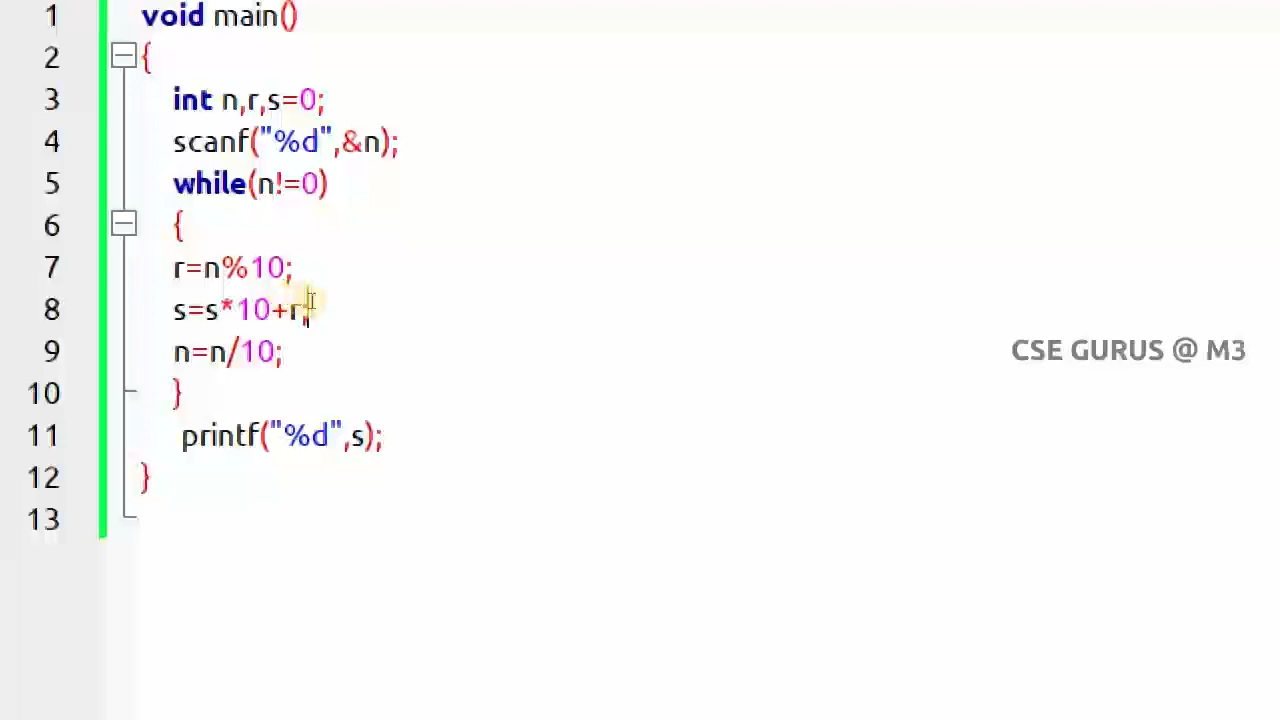 1 void main()
2 {
3 int n,r,s=0;
4 scanf("%d",&n);
5 while(n!=0)
6 {
7 r=n%10;
8 s=s*10+r;
9 n=n/10;
10 }
11 printf("%d",s);
12 }
13
CSE GURUS @ M3